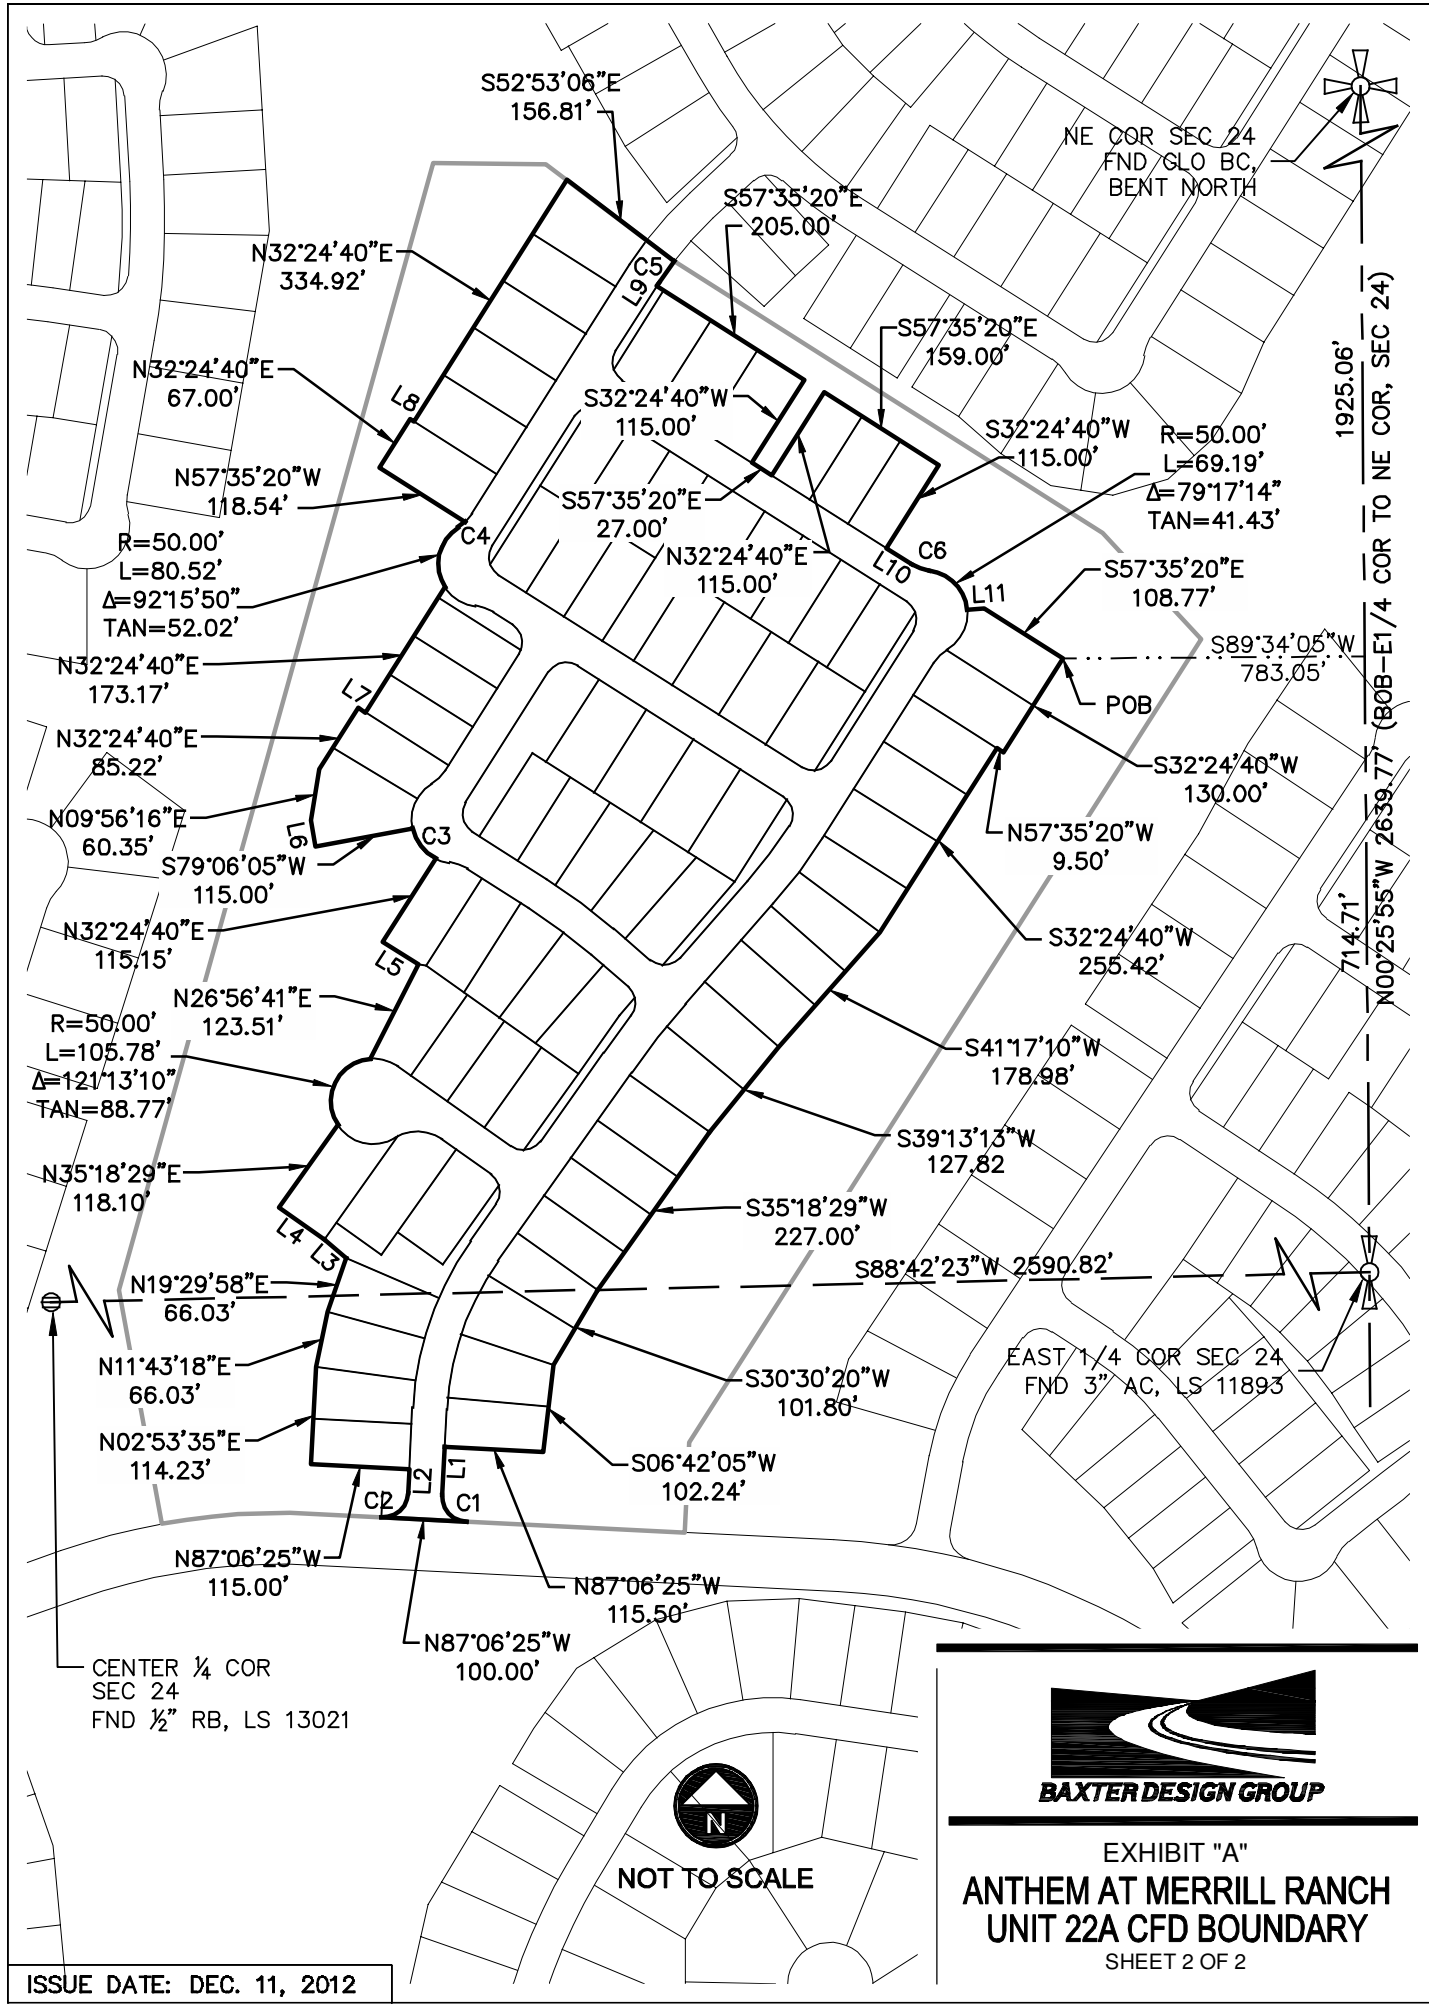 S52°53'06"E
156.81'
NE COR SEC 24
FND GLO BC,
BENT NORTH
S57°35'20"E
205.00'
N32°24'40"E
334.92'
C5
L9
S57°35'20"E
159.00'
N32°24'40"E
67.00'
L8
S32°24'40"W
115.00'
S32°24'40"W
115.00'
R=50.00'
L=69.19'
Δ=79°17'14"
TAN=41.43'
1925.06'
N00°25'55"W 2639.77' (BOB-E1/4 COR TO NE COR, SEC 24)
N57°35'20"W
118.54'
S57°35'20"E
27.00'
C4
R=50.00'
L=80.52'
Δ=92°15'50"
TAN=52.02'
N32°24'40"E
115.00'
L10
C6
L11
S57°35'20"E
108.77'
S89°34'05"W
783.05'
POB
N32°24'40"E
173.17'
L7
N32°24'40"E
85.22'
S32°24'40"W
130.00'
N09°56'16"E
60.35'
L6
C3
N57°35'20"W
9.50'
S79°06'05"W
115.00'
N32°24'40"E
115.15'
L5
S32°24'40"W
255.42'
714.71'
N26°56'41"E
123.51'
R=50.00'
L=105.78'
Δ=121°13'10"
TAN=88.77'
S41°17'10"W
178.98'
S39°13'13"W
127.82
N35°18'29"E
118.10'
S35°18'29"W
227.00'
L4
L3
S88°42'23"W 2590.82'
N19°29'58"E
66.03'
N11°43'18"E
66.03'
EAST 1/4 COR SEC 24
FND 3" AC, LS 11893
S30°30'20"W
101.80'
N02°53'35"E
114.23'
S06°42'05"W
102.24'
L2
L1
C2
C1
N87°06'25"W
115.00'
N87°06'25"W
115.50'
N87°06'25"W
100.00'
CENTER ¼ COR
SEC 24
FND ½" RB, LS 13021
N
NOT TO SCALE
BAXTER DESIGN GROUP
EXHIBIT "A"
ANTHEM AT MERRILL RANCH
UNIT 22A CFD BOUNDARY
SHEET 2 OF 2
ISSUE DATE: DEC. 11, 2012